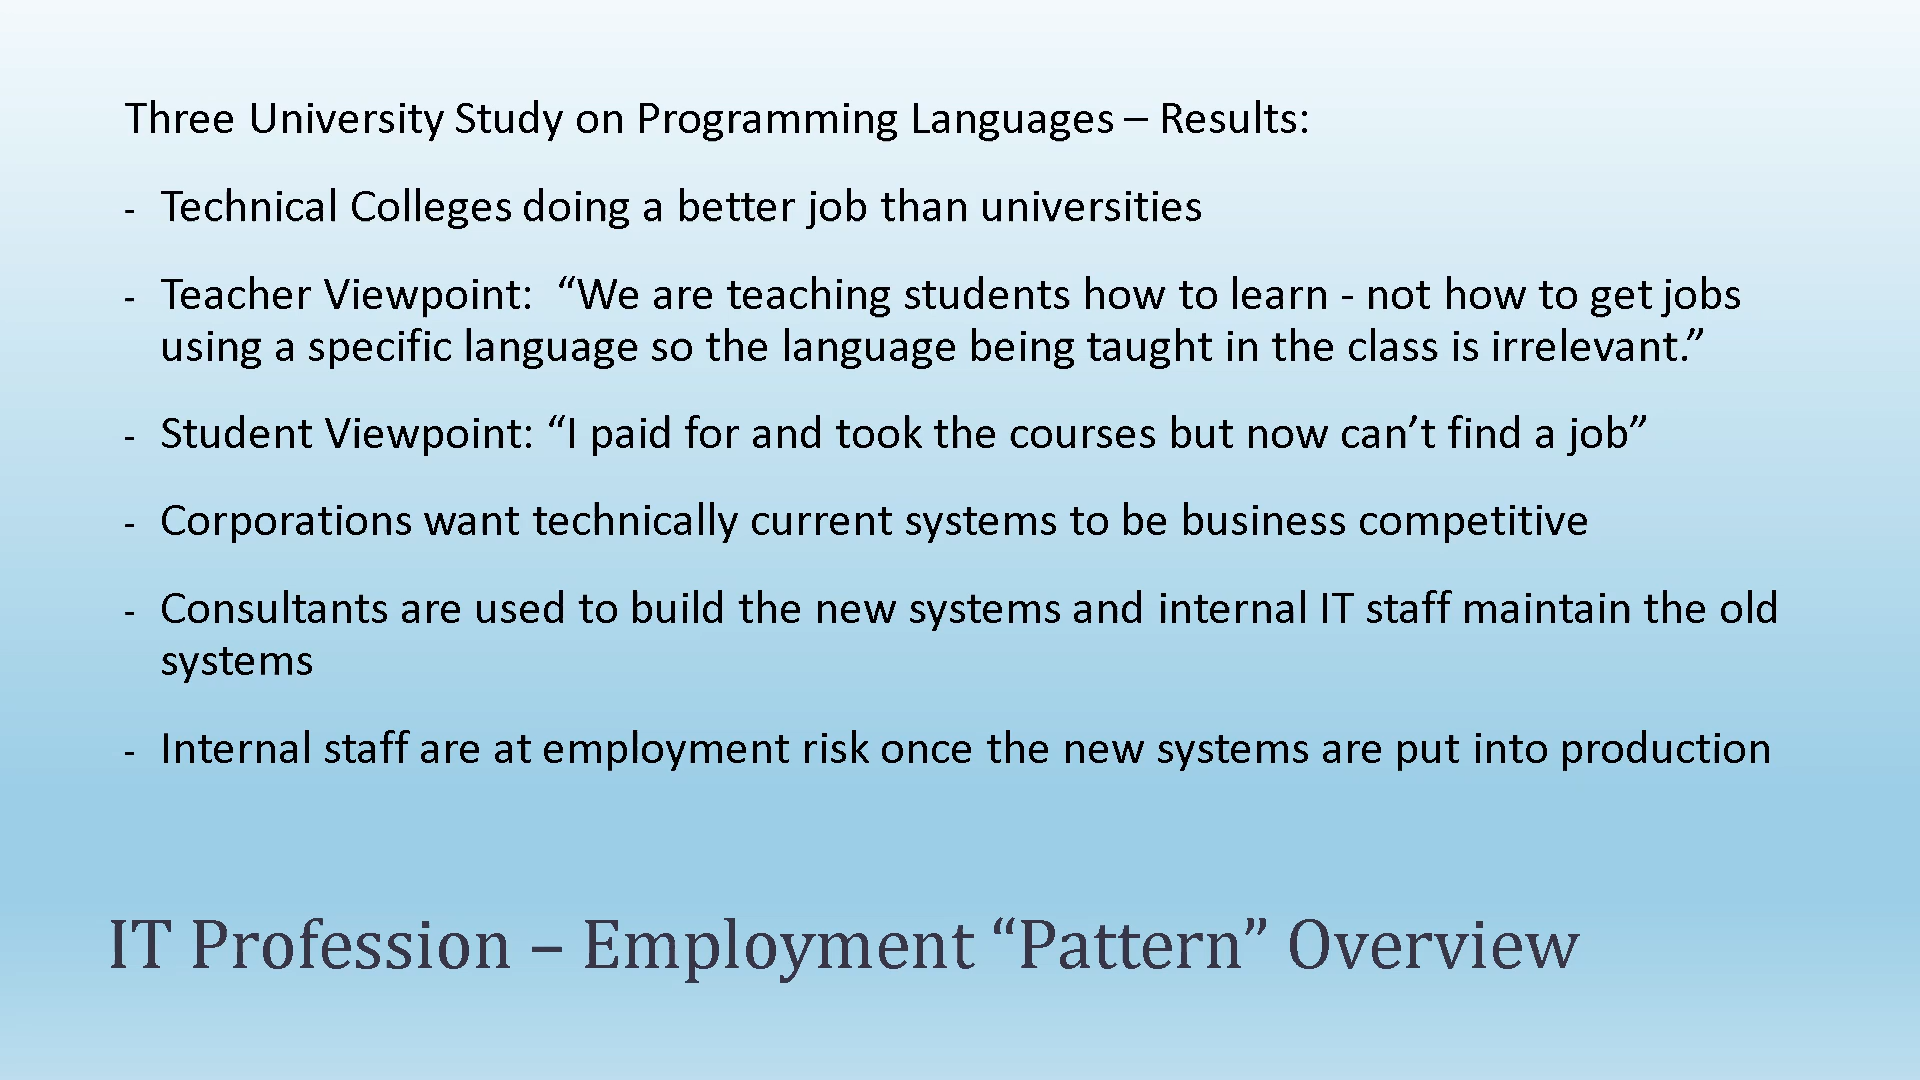 Three University Study on Programming Languages – Results:
- Technical Colleges doing a better job than universities
- Teacher Viewpoint:  “We are teaching students how to learn - not how to get jobs
using a specific language so the language being taught in the class is irrelevant.”
- Student Viewpoint: “I paid for and took the courses but now can’t find a job”
- Corporations want technically current systems to be business competitive
- Consultants are used to build the new systems and internal IT staff maintain the old
systems
- Internal staff are at employment risk once the new systems are put into production
IT Profession – Employment “Pattern” Overview